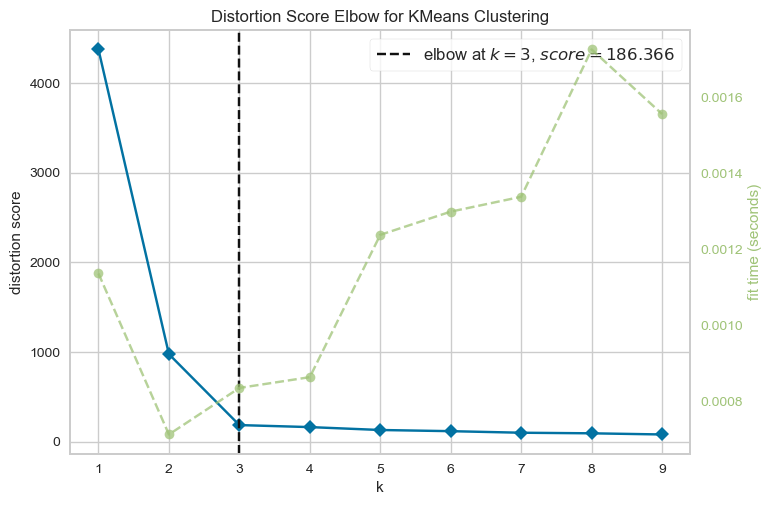 Distortion Score Elbow for KMeans Clustering
elbow at k = 3, score = 186.366
distortion score
4000
3000
2000
1000
0
1 2 3 4 5 6 7 8 9
k
0.0016
0.0014
0.0012
0.0010
0.0008
fit time (seconds)